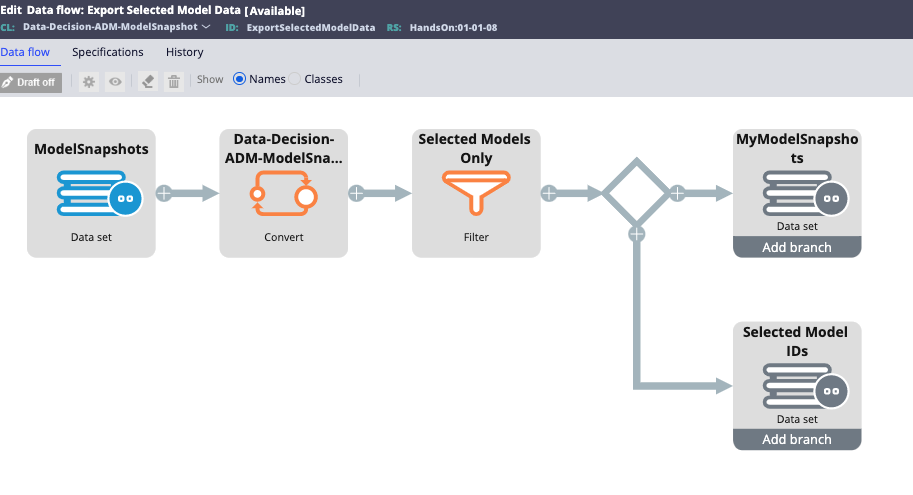 Edit Data flow: Export Selected Model Data [Available]
CL: Data-Decision-ADM-ModelSnapshot ID: ExportSelectedModelData RS: HandsOn:01-01-08
Data flow Specifications History
Draft off Show Names Classes
ModelSnapshots
Data set
Data-Decision-
ADM-ModelSna...
Convert
Selected Models
Only
Filter
MyModelSnapsho
ts
Data set
Add branch
Selected Model
IDs
Data set
Add branch